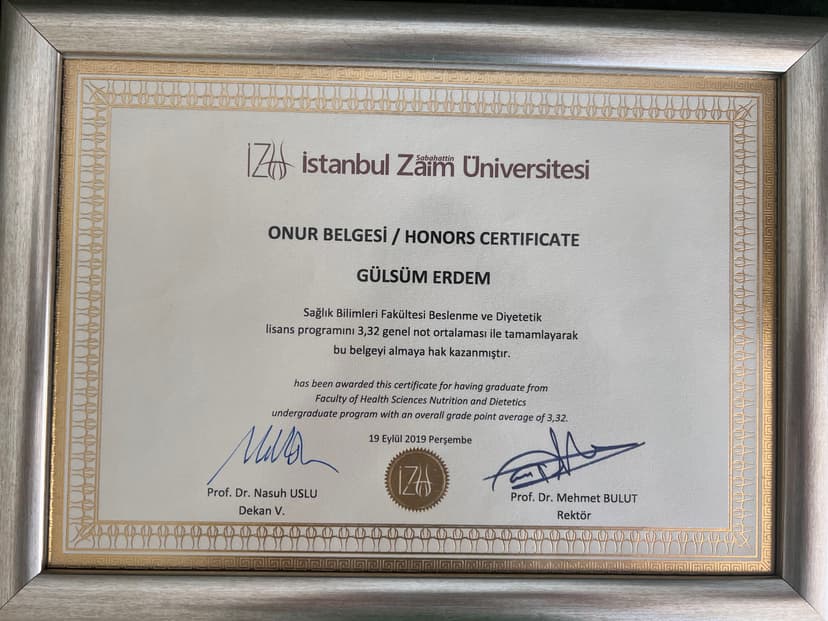 İZÜ İstanbul Sabahattin Zaim Üniversitesi
ONUR BELGESİ / HONORS CERTIFICATE
GÜLSÜM ERDEM
Sağlık Bilimleri Fakültesi Beslenme ve Diyetetik
lisans programını 3,32 genel not ortalaması ile tamamlayarak
bu belgeyi almaya hak kazanmıştır.
has been awarded this certificate for having graduate from
Faculty of Health Sciences Nutrition and Dietetics
undergraduate program with an overall grade point average of 3,32.
19 Eylül 2019 Perşembe
İZÜ
Prof. Dr. Nasuh USLU
Dekan V.
Prof. Dr. Mehmet BULUT
Rektör